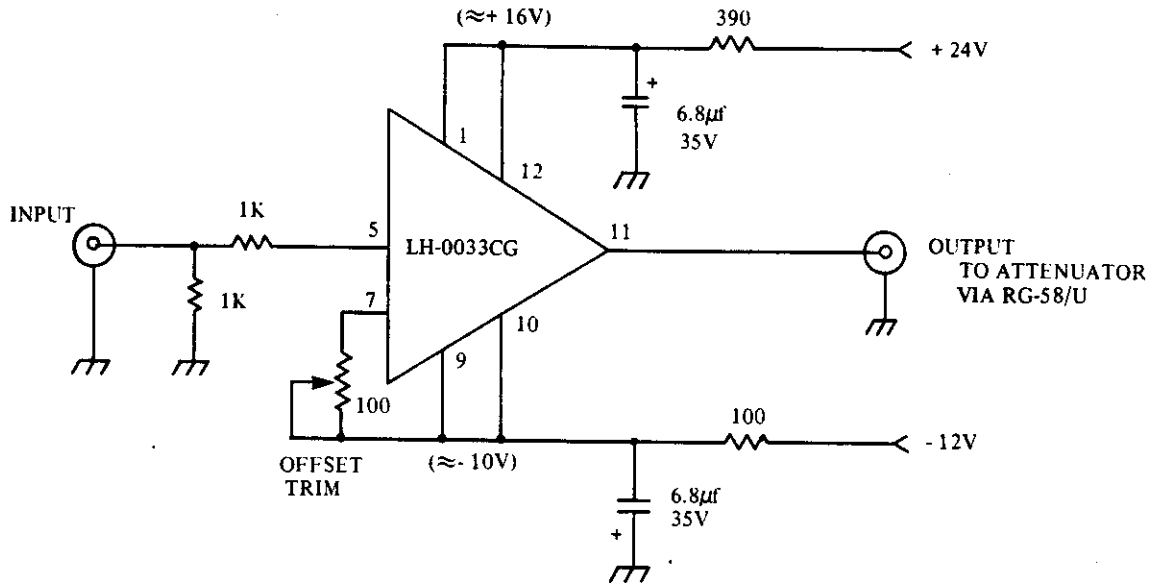 (≈+ 16V)
390
+ 24V
+
6.8µf
35V
1
12
INPUT
1K
5
LH-0033CG
11
OUTPUT
TO ATTENUATOR
VIA RG-58/U
1K
7
10
9
100
100
- 12V
OFFSET
TRIM
(≈- 10V)
6.8µf
35V
+